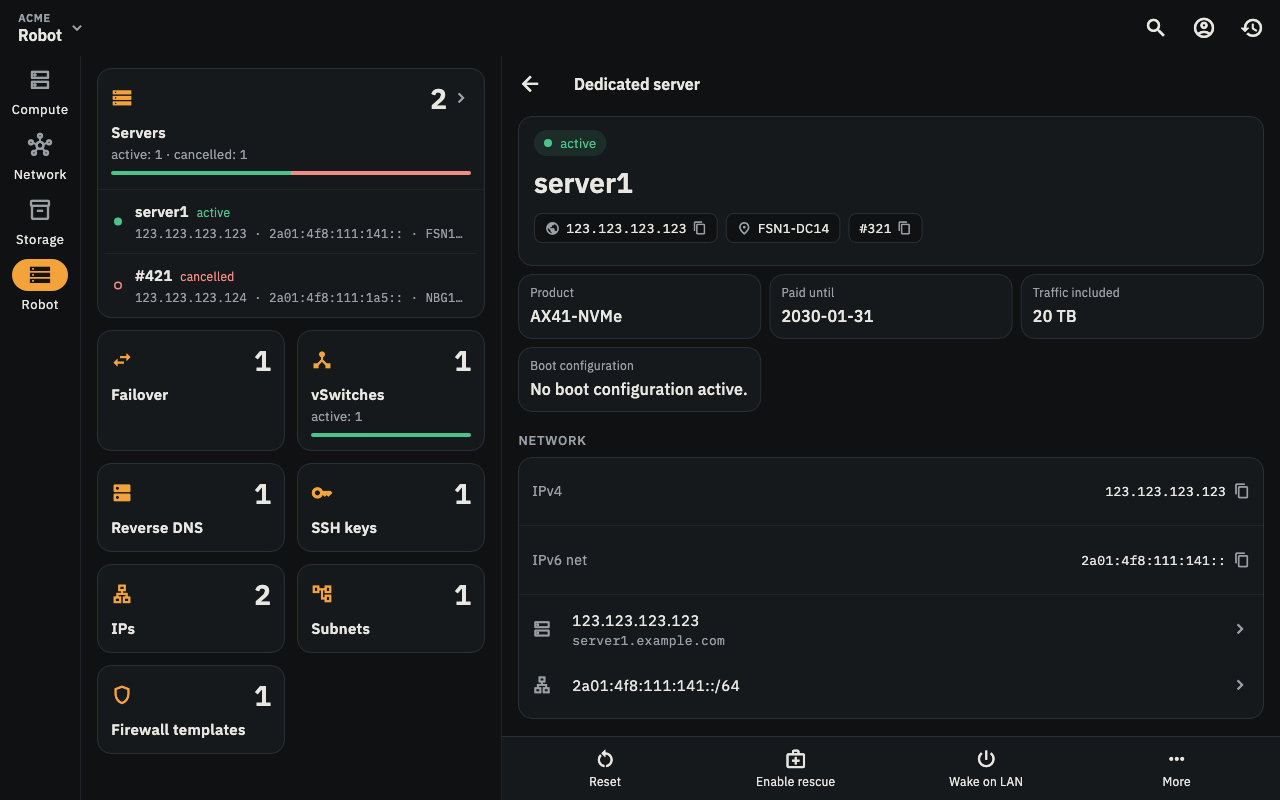 ACME
Robot
Compute
Network
Storage
Robot
2
Servers
active: 1 · cancelled: 1
server1 active
123.123.123.123 · 2a01:4f8:111:141:: · FSN1…
#421 cancelled
123.123.123.124 · 2a01:4f8:111:1a5:: · NBG1…
1
Failover
1
vSwitches
active: 1
1
Reverse DNS
1
SSH keys
2
IPs
1
Subnets
1
Firewall templates
Dedicated server
active
server1
123.123.123.123
FSN1-DC14
#321
Product
AX41-NVMe
Paid until
2030-01-31
Traffic included
20 TB
Boot configuration
No boot configuration active.
NETWORK
IPv4
123.123.123.123
IPv6 net
2a01:4f8:111:141::
123.123.123.123
server1.example.com
2a01:4f8:111:141::/64
Reset
Enable rescue
Wake on LAN
More